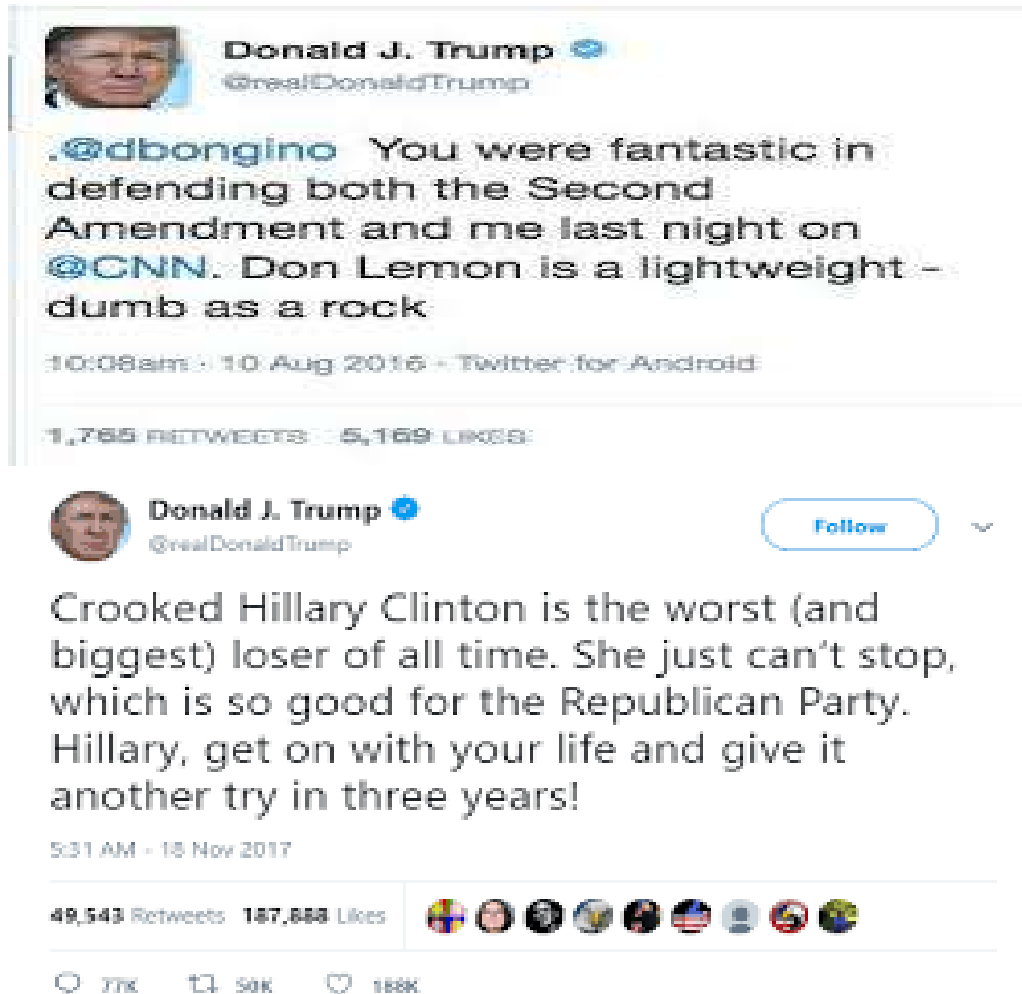 Donald J. Trump
@realDonaldTrump
.@dbongino You were fantastic in
defending both the Second
Amendment and me last night on
@CNN. Don Lemon is a lightweight -
dumb as a rock
10:08am · 10 Aug 2016 · Twitter for Android
1,765 RETWEETS 5,169 LIKES
Donald J. Trump
@realDonaldTrump
Follow
Crooked Hillary Clinton is the worst (and
biggest) loser of all time. She just can't stop,
which is so good for the Republican Party.
Hillary, get on with your life and give it
another try in three years!
5:31 AM - 18 Nov 2017
49,543 Retweets 187,888 Likes
77K 50K 188K